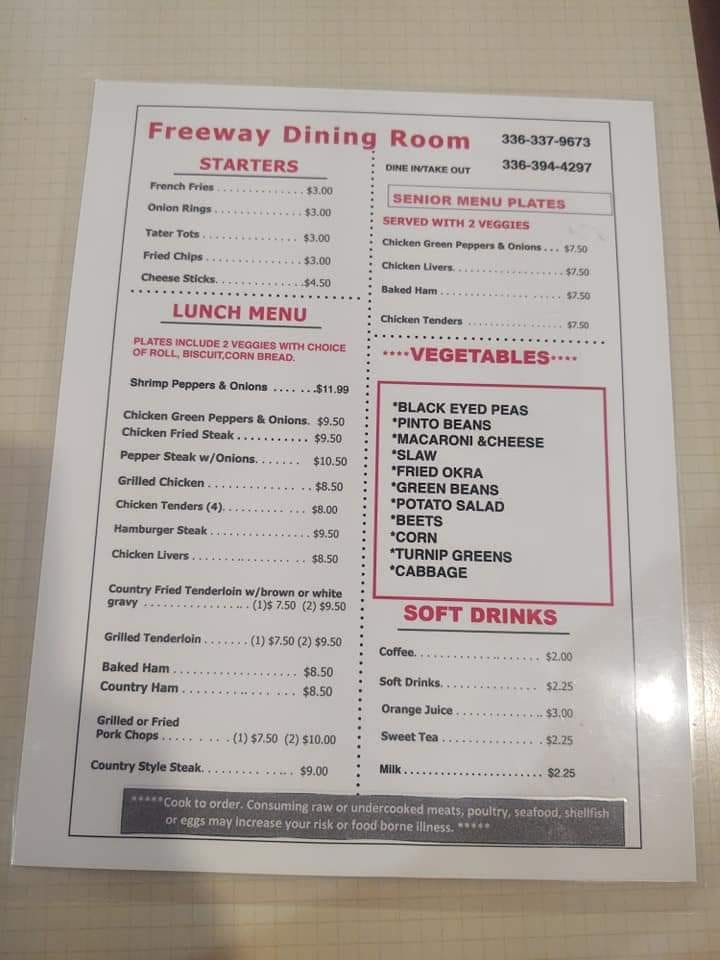 Freeway Dining Room
336-337-9673
DINE IN/TAKE OUT
336-394-4297
STARTERS
French Fries . . . . . . . . . . . . . $3.00
Onion Rings . . . . . . . . . . . . . $3.00
Tater Tots . . . . . . . . . . . . . . $3.00
Fried Chips . . . . . . . . . . . . . . $3.00
Cheese Sticks. . . . . . . . . . . . .$4.50
LUNCH MENU
PLATES INCLUDE 2 VEGGIES WITH CHOICE
OF ROLL, BISCUIT,CORN BREAD.
Shrimp Peppers & Onions . . . . . . .$11.99
Chicken Green Peppers & Onions. $9.50
Chicken Fried Steak . . . . . . . . . . . $9.50
Pepper Steak w/Onions. . . . . . . $10.50
Grilled Chicken . . . . . . . . . . . . . . $8.50
Chicken Tenders (4). . . . . . . . . . . . $8.00
Hamburger Steak . . . . . . . . . . . . . . $9.50
Chicken Livers . . . . . . . . . . . . . . . . $8.50
Country Fried Tenderloin w/brown or white
gravy . . . . . . . . . . . . . . . . (1)$ 7.50 (2) $9.50
Grilled Tenderloin . . . . . . . (1) $7.50 (2) $9.50
Baked Ham . . . . . . . . . . . . . . . . . . $8.50
Country Ham . . . . . . . . . . . . . . . . $8.50
Grilled or Fried
Pork Chops . . . . . . . . . (1) $7.50 (2) $10.00
Country Style Steak. . . . . . . . . . . . . . $9.00
SENIOR MENU PLATES
SERVED WITH 2 VEGGIES
Chicken Green Peppers & Onions . . . $7.50
Chicken Livers. . . . . . . . . . . . . . . . . .$7.50
Baked Ham . . . . . . . . . . . . . . . . . . . $7.50
Chicken Tenders . . . . . . . . . . . . . . . $7.50
****VEGETABLES****
*BLACK EYED PEAS
*PINTO BEANS
*MACARONI &CHEESE
*SLAW
*FRIED OKRA
*GREEN BEANS
*POTATO SALAD
*BEETS
*CORN
*TURNIP GREENS
*CABBAGE
SOFT DRINKS
Coffee. . . . . . . . . . . . . . . . . . $2.00
Soft Drinks. . . . . . . . . . . . . . . $2.25
Orange Juice . . . . . . . . . . . . . $3.00
Sweet Tea . . . . . . . . . . . . . . .$2.25
Milk . . . . . . . . . . . . . . . . . . . . . $2.25
*****Cook to order. Consuming raw or undercooked meats, poultry, seafood, shellfish
or eggs may increase your risk or food borne illness. *****